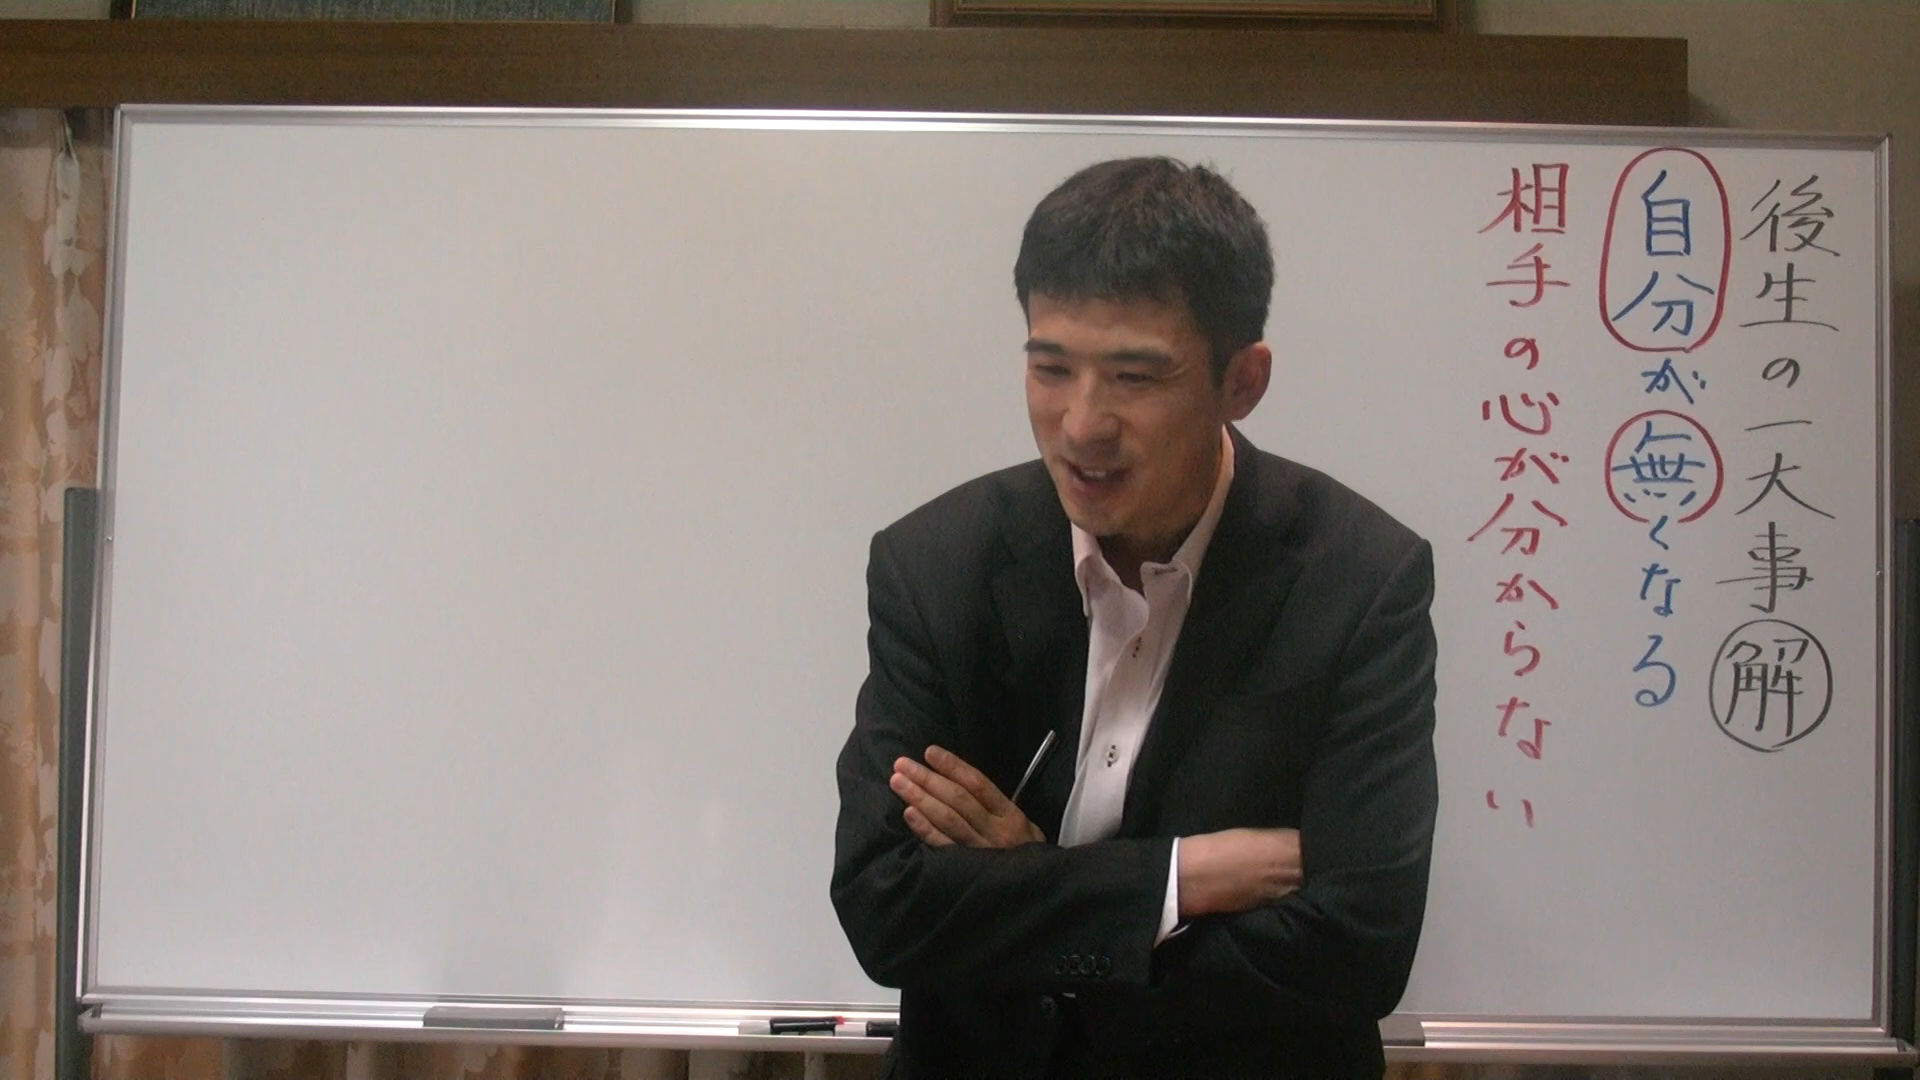 後生の一大事解
自分が無くなる
相手の心が分からない